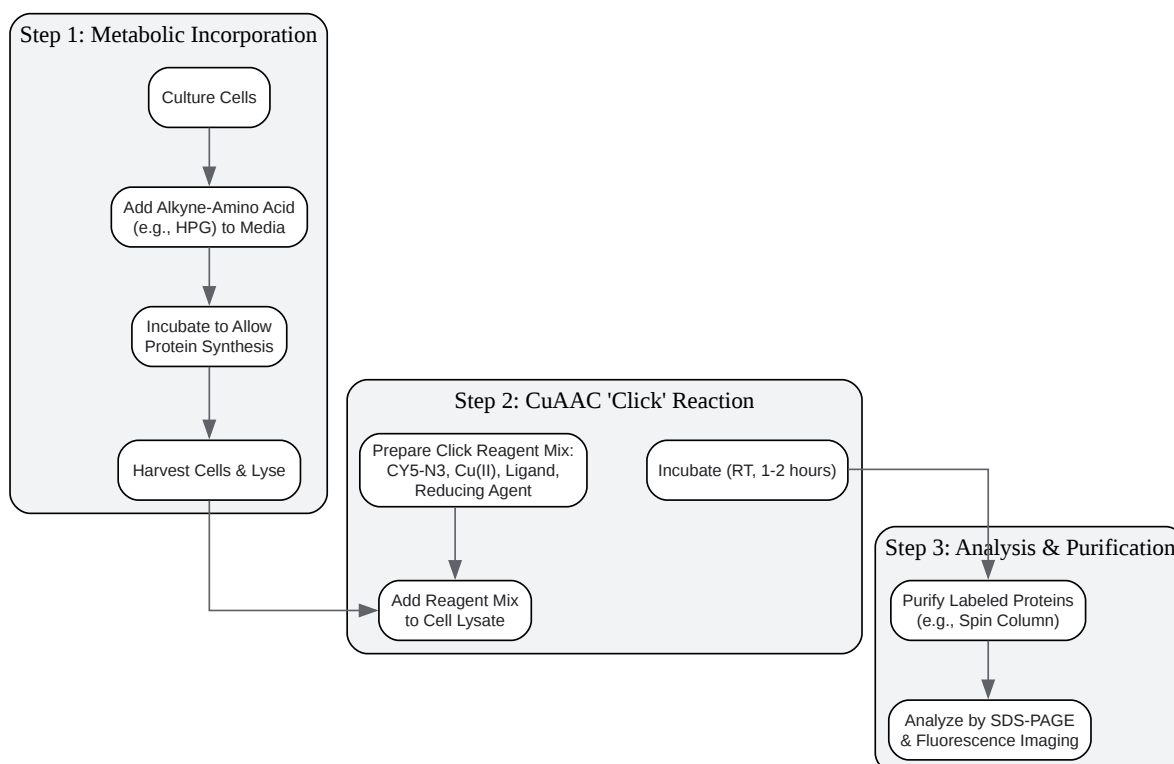 Step 1: Metabolic Incorporation
Culture Cells
Add Alkyne-Amino Acid
(e.g., HPG) to Media
Incubate to Allow
Protein Synthesis
Harvest Cells & Lyse
Step 2: CuAAC 'Click' Reaction
Prepare Click Reagent Mix:
CY5-N3, Cu(II), Ligand,
Reducing Agent
Incubate (RT, 1-2 hours)
Add Reagent Mix
to Cell Lysate
Step 3: Analysis & Purification
Purify Labeled Proteins
(e.g., Spin Column)
Analyze by SDS-PAGE
& Fluorescence Imaging